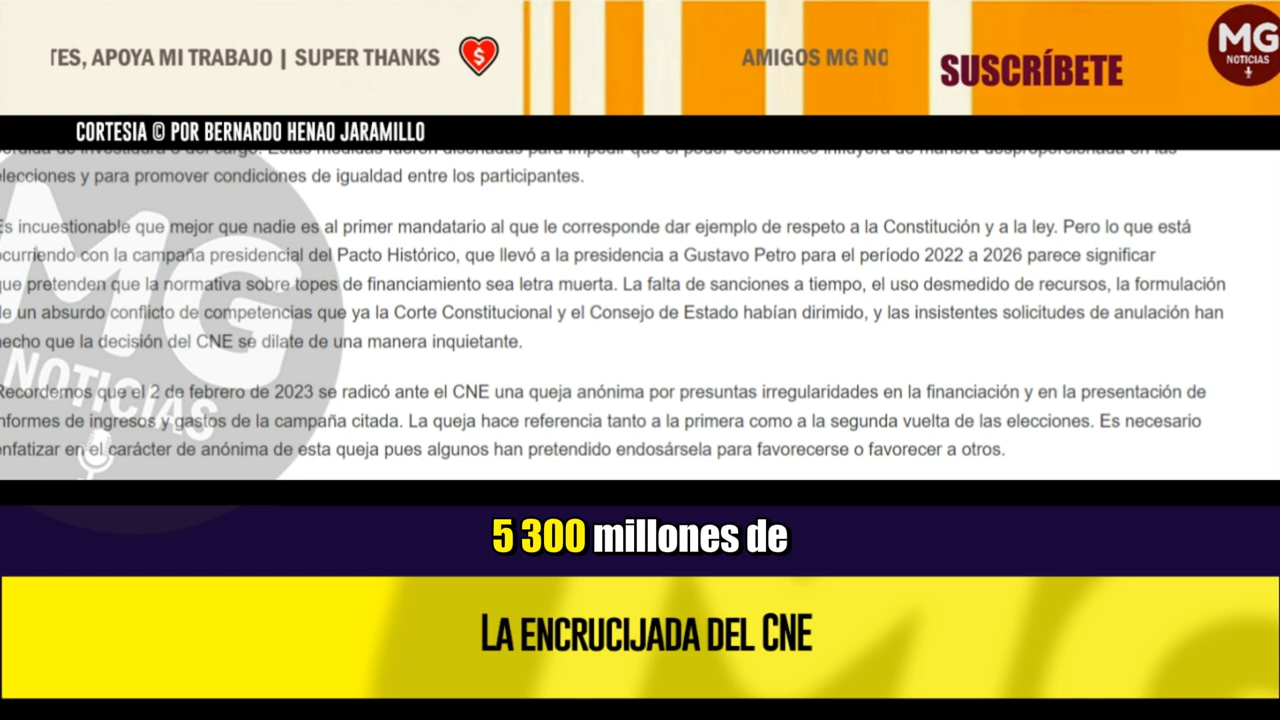 TES, APOYA MI TRABAJO | SUPER THANKS
AMIGOS MG NO
SUSCRÍBETE
MG
NOTICIAS
CORTESIA © POR BERNARDO HENAO JARAMILLO
elecciones y para promover condiciones de igualdad entre los participantes.
Es incuestionable que mejor que nadie es al primer mandatario al que le corresponde dar ejemplo de respeto a la Constitución y a la ley. Pero lo que está
ocurriendo con la campaña presidencial del Pacto Histórico, que llevó a la presidencia a Gustavo Petro para el período 2022 a 2026 parece significar
que pretenden que la normativa sobre topes de financiamiento sea letra muerta. La falta de sanciones a tiempo, el uso desmedido de recursos, la formulación
de un absurdo conflicto de competencias que ya la Corte Constitucional y el Consejo de Estado habían dirimido, y las insistentes solicitudes de anulación han
hecho que la decisión del CNE se dilate de una manera inquietante.
Recordemos que el 2 de febrero de 2023 se radicó ante el CNE una queja anónima por presuntas irregularidades en la financiación y en la presentación de
informes de ingresos y gastos de la campaña citada. La queja hace referencia tanto a la primera como a la segunda vuelta de las elecciones. Es necesario
enfatizar en el carácter de anónima de esta queja pues algunos han pretendido endosársela para favorecerse o favorecer a otros.
MG
NOTICIAS
5 300 millones de
LA ENCRUCIJADA DEL CNE